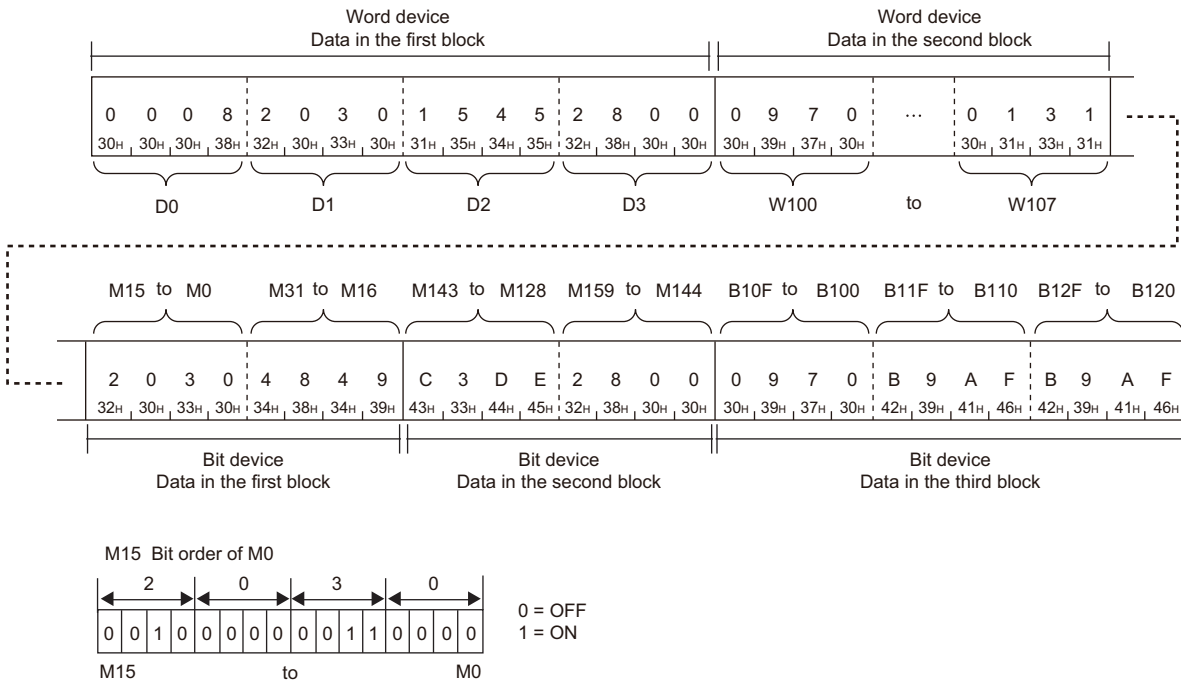 Word device
Data in the first block
Word device
Data in the second block
0 0 0 8 2 0 3 0 1 5 4 5 2 8 0 0 0 9 7 0 ... 0 1 3 1
30H 30H 30H 38H 32H 30H 33H 30H 31H 35H 34H 35H 32H 38H 30H 30H 30H 39H 37H 30H 30H 31H 33H 31H
D0 D1 D2 D3 W100 to W107
M15 to M0 M31 to M16 M143 to M128 M159 to M144 B10F to B100 B11F to B110 B12F to B120
2 0 3 0 4 8 4 9 C 3 D E 2 8 0 0 0 9 7 0 B 9 A F B 9 A F
32H 30H 33H 30H 34H 38H 34H 39H 43H 33H 44H 45H 32H 38H 30H 30H 30H 39H 37H 30H 42H 39H 41H 46H 42H 39H 41H 46H
Bit device
Data in the first block
Bit device
Data in the second block
Bit device
Data in the third block
M15 Bit order of M0
2 0 3 0
0 0 1 0 0 0 0 0 0 0 1 1 0 0 0 0
M15 to M0
0 = OFF
1 = ON